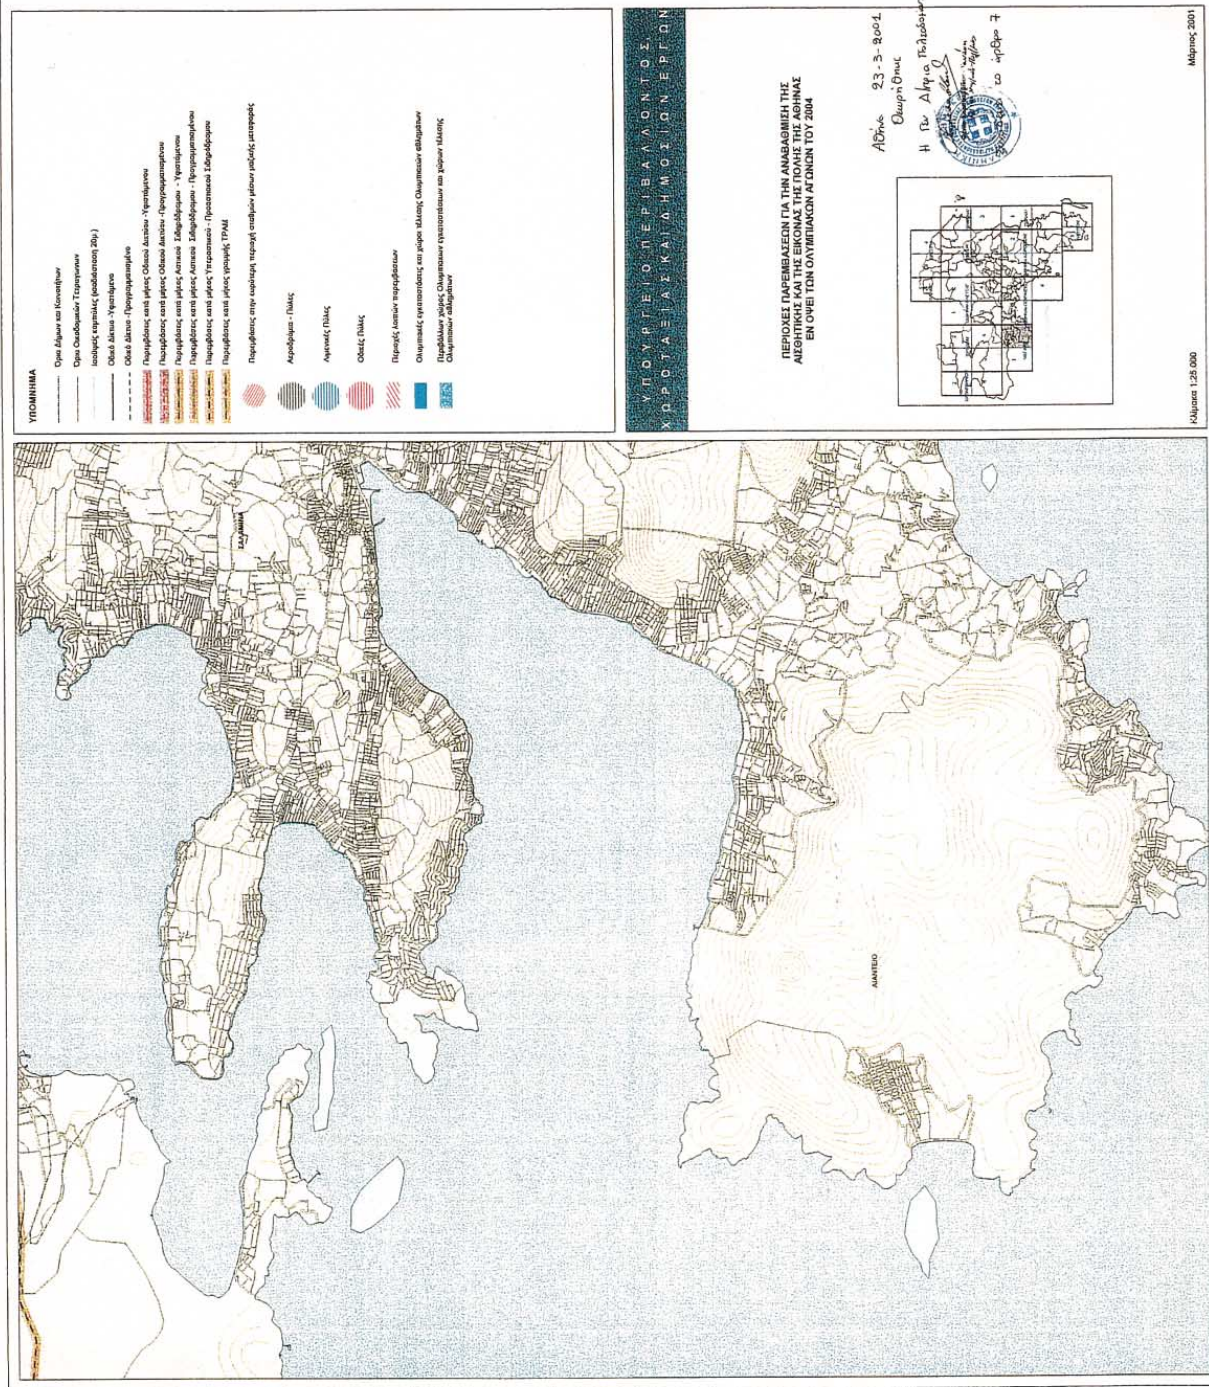 ΥΠΟΜΝΗΜΑ
Όρια Δήμων και Κοινοτήτων
Όρια Οικοδομικών Τετραγώνων
Ισοϋψείς καμπύλες (ισοδιάσταση 20μ.)
Οδικό Δίκτυο -Υφιστάμενο
Οδικό Δίκτυο -Προγραμματισμένο
Παρεμβάσεις κατά μήκος Οδικού Δικτύου -Υφιστάμενου
Παρεμβάσεις κατά μήκος Οδικού Δικτύου -Προγραμματισμένου
Παρεμβάσεις κατά μήκος Αστικού Σιδηρόδρομου - Υφιστάμενου
Παρεμβάσεις κατά μήκος Αστικού Σιδηρόδρομου - Προγραμματισμένου
Παρεμβάσεις κατά μήκος Υπεραστικού - Προαστιακού Σιδηρόδρομου
Παρεμβάσεις κατά μήκος γραμμής ΤΡΑΜ
Παρεμβάσεις στην ευρύτερη περιοχή σταθμών μέσων μαζικής μεταφοράς
Αεροδρόμια - Πύλες
Λιμενικές Πύλες
Οδικές Πύλες
Περιοχές λοιπών παρεμβάσεων
Ολυμπιακές εγκαταστάσεις και χώροι τέλεσης Ολυμπιακών αθλημάτων
Περιβάλλων χώρος Ολυμπιακών εγκαταστάσεων και χώρων τέλεσης
Ολυμπιακών αθλημάτων
ΥΠΟΥΡΓΕΙΟ ΠΕΡΙΒΑΛΛΟΝΤΟΣ,
ΧΩΡΟΤΑΞΙΑΣ ΚΑΙ ΔΗΜΟΣΙΩΝ ΕΡΓΩΝ
ΠΕΡΙΟΧΕΣ ΠΑΡΕΜΒΑΣΕΩΝ ΓΙΑ ΤΗΝ ΑΝΑΒΑΘΜΙΣΗ ΤΗΣ
ΑΙΣΘΗΤΙΚΗΣ ΚΑΙ ΤΗΣ ΕΙΚΟΝΑΣ ΤΗΣ ΠΟΛΗΣ ΤΗΣ ΑΘΗΝΑΣ
ΕΝ ΟΨΕΙ ΤΩΝ ΟΛΥΜΠΙΑΚΩΝ ΑΓΩΝΩΝ ΤΟΥ 2004
Αθήνα 23-3-2001
Θεωρήθηκε
Η
το άρθρο 7
Κλίμακα 1:25.000
Μάρτιος 2001
ΣΑΛΑΜΙΝΑ
ΑΙΑΝΤΕΙΟ